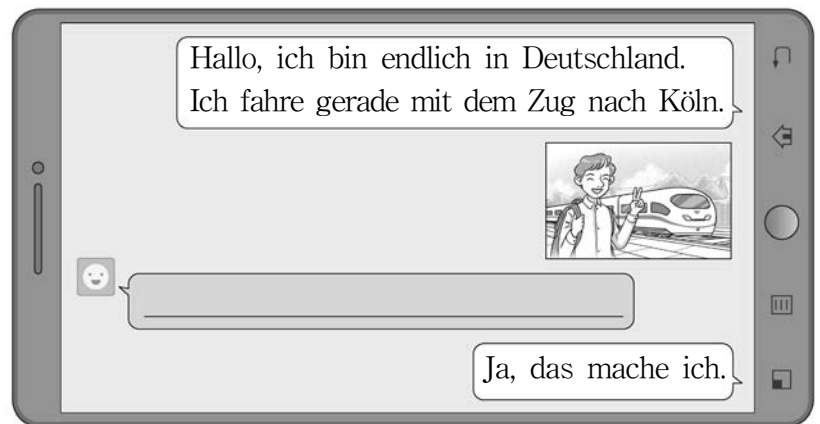 Hallo, ich bin endlich in Deutschland.
Ich fahre gerade mit dem Zug nach Köln.
Ja, das mache ich.